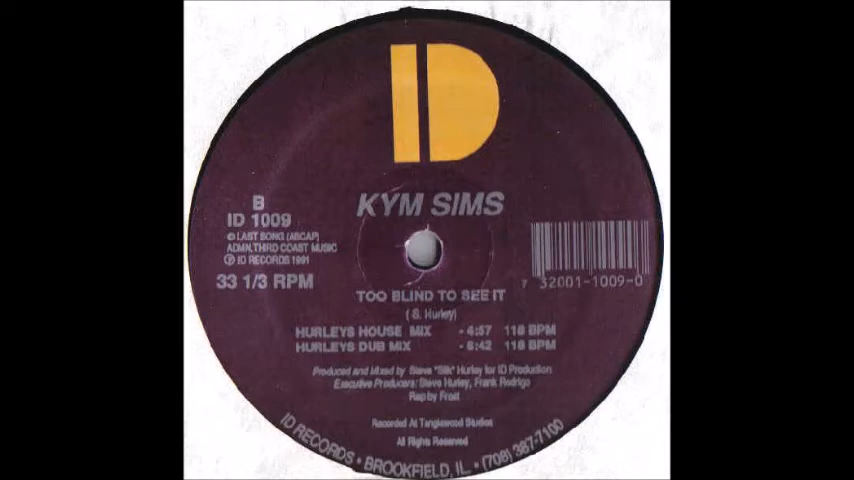 ID
KYM SIMS
B
ID 1009
© LAST SONG (ASCAP)
ADMN, THIRD COAST MUSIC
℗ ID RECORDS 1991
33 1/3 RPM
7 32001-1009-0
TOO BLIND TO SEE IT
( S. Hurley)
HURLEYS HOUSE MIX - 4:57 118 BPM
HURLEYS DUB MIX - 6:42 118 BPM
Produced and Mixed by Steve "Silk" Hurley for ID Production
Executive Producers: Steve Hurley, Frank Rodrigo
Rap by Frost
Recorded At Tanglewood Studios
All Rights Reserved
ID RECORDS • BROOKFIELD, IL. • (708) 387-7100